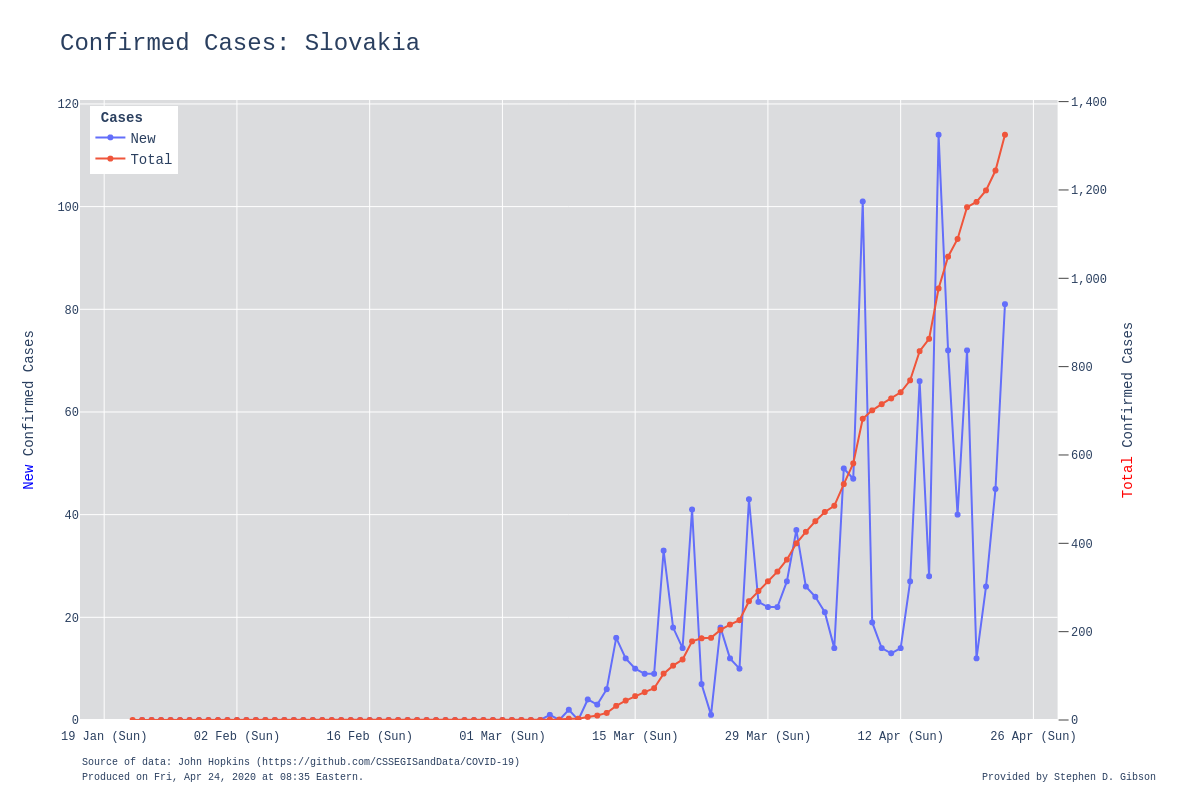 Confirmed Cases: Slovakia
Cases
New
Total
120
100
80
60
40
20
0
1,400
1,200
1,000
800
600
400
200
0
New Confirmed Cases
Total Confirmed Cases
19 Jan (Sun) 02 Feb (Sun) 16 Feb (Sun) 01 Mar (Sun) 15 Mar (Sun) 29 Mar (Sun) 12 Apr (Sun) 26 Apr (Sun)
Source of data: John Hopkins (https://github.com/CSSEGISandData/COVID-19)
Produced on Fri, Apr 24, 2020 at 08:35 Eastern.
Provided by Stephen D. Gibson